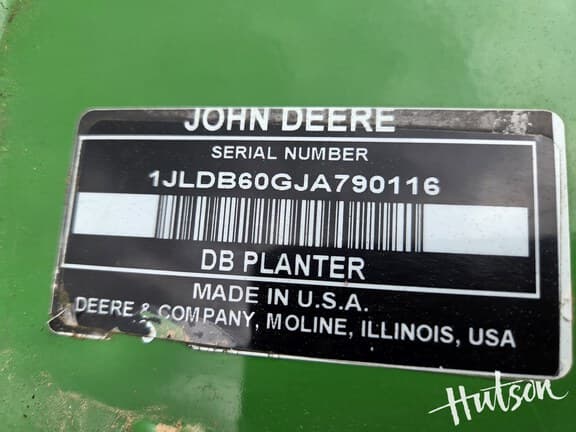 JOHN DEERE
SERIAL NUMBER
1JLDB60GJA790116
DB PLANTER
MADE IN U.S.A.
DEERE & COMPANY, MOLINE, ILLINOIS, USA
Hutson